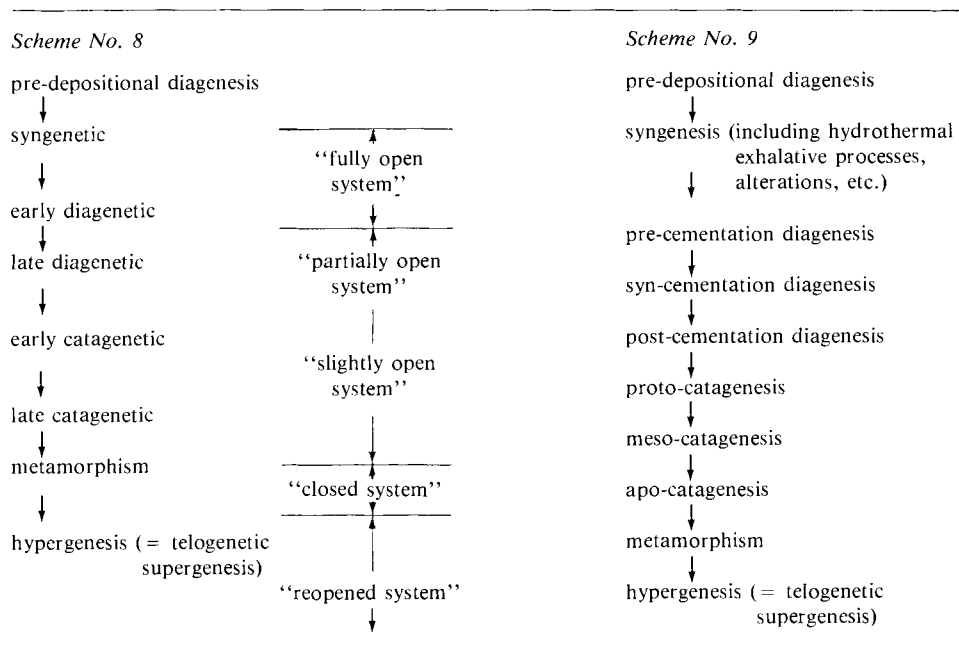 Scheme No. 8
pre-depositional diagenesis
syngenetic
early diagenetic
late diagenetic
early catagenetic
late catagenetic
metamorphism
hypergenesis (= telogenetic
supergenesis)
“fully open
system”
“partially open
system”
“slightly open
system”
“closed system”
“reopened system”
Scheme No. 9
pre-depositional diagenesis
syngenesis (including hydrothermal
exhalative processes,
alterations, etc.)
pre-cementation diagenesis
syn-cementation diagenesis
post-cementation diagenesis
proto-catagenesis
meso-catagenesis
apo-catagenesis
metamorphism
hypergenesis (= telogenetic
supergenesis)